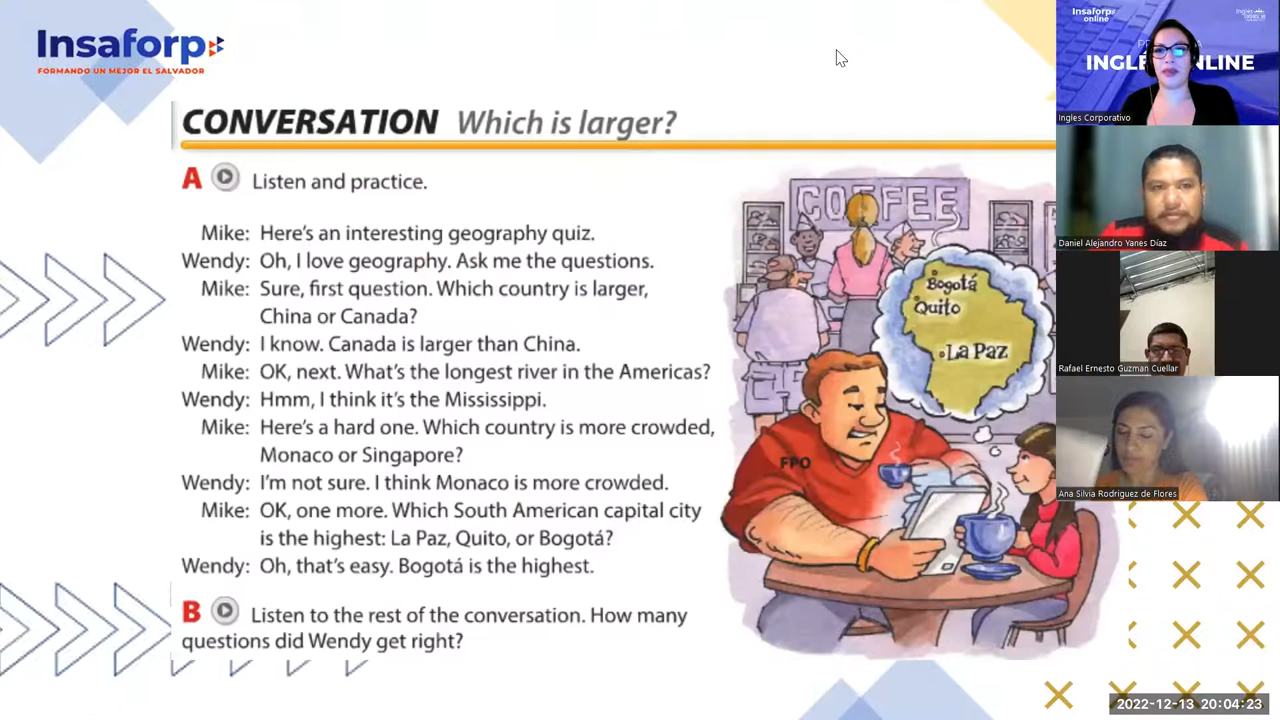 Insaforp
FORMANDO UN MEJOR EL SALVADOR
CONVERSATION Which is larger?
A Listen and practice.
Mike: Here's an interesting geography quiz.
Wendy: Oh, I love geography. Ask me the questions.
Mike: Sure, first question. Which country is larger,
China or Canada?
Wendy: I know. Canada is larger than China.
Mike: OK, next. What's the longest river in the Americas?
Wendy: Hmm, I think it's the Mississippi.
Mike: Here's a hard one. Which country is more crowded,
Monaco or Singapore?
Wendy: I'm not sure. I think Monaco is more crowded.
Mike: OK, one more. Which South American capital city
is the highest: La Paz, Quito, or Bogotá?
Wendy: Oh, that's easy. Bogotá is the highest.
B Listen to the rest of the conversation. How many
questions did Wendy get right?
COFFEE
Bogotá
Quito
La Paz
FPO
Insaforp
online
INGLÉ NLINE
Ingles Corporativo
Daniel Alejandro Yanes Díaz
Rafael Ernesto Guzman Cuellar
Ana Silvia Rodriguez de Flores
2022-12-13 20:04:23